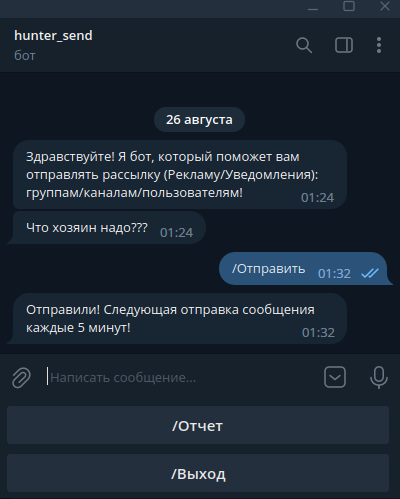 hunter_send
бот
26 августа
Здравствуйте! Я бот, который поможет вам
отправлять рассылку (Рекламу/Уведомления):
группам/каналам/пользователям!
01:24
Что хозяин надо???
01:24
/Отправить
01:32
Отправили! Следующая отправка сообщения
каждые 5 минут!
01:32
Написать сообщение...
/Отчет
/Выход